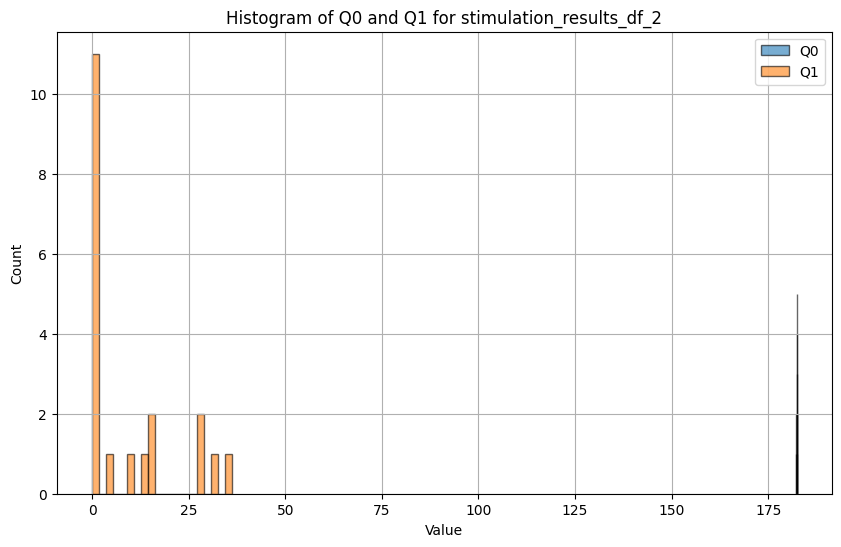 Histogram of Q0 and Q1 for stimulation_results_df_2
Q0
Q1
10
8
6
4
2
0
Count
0 25 50 75 100 125 150 175
Value